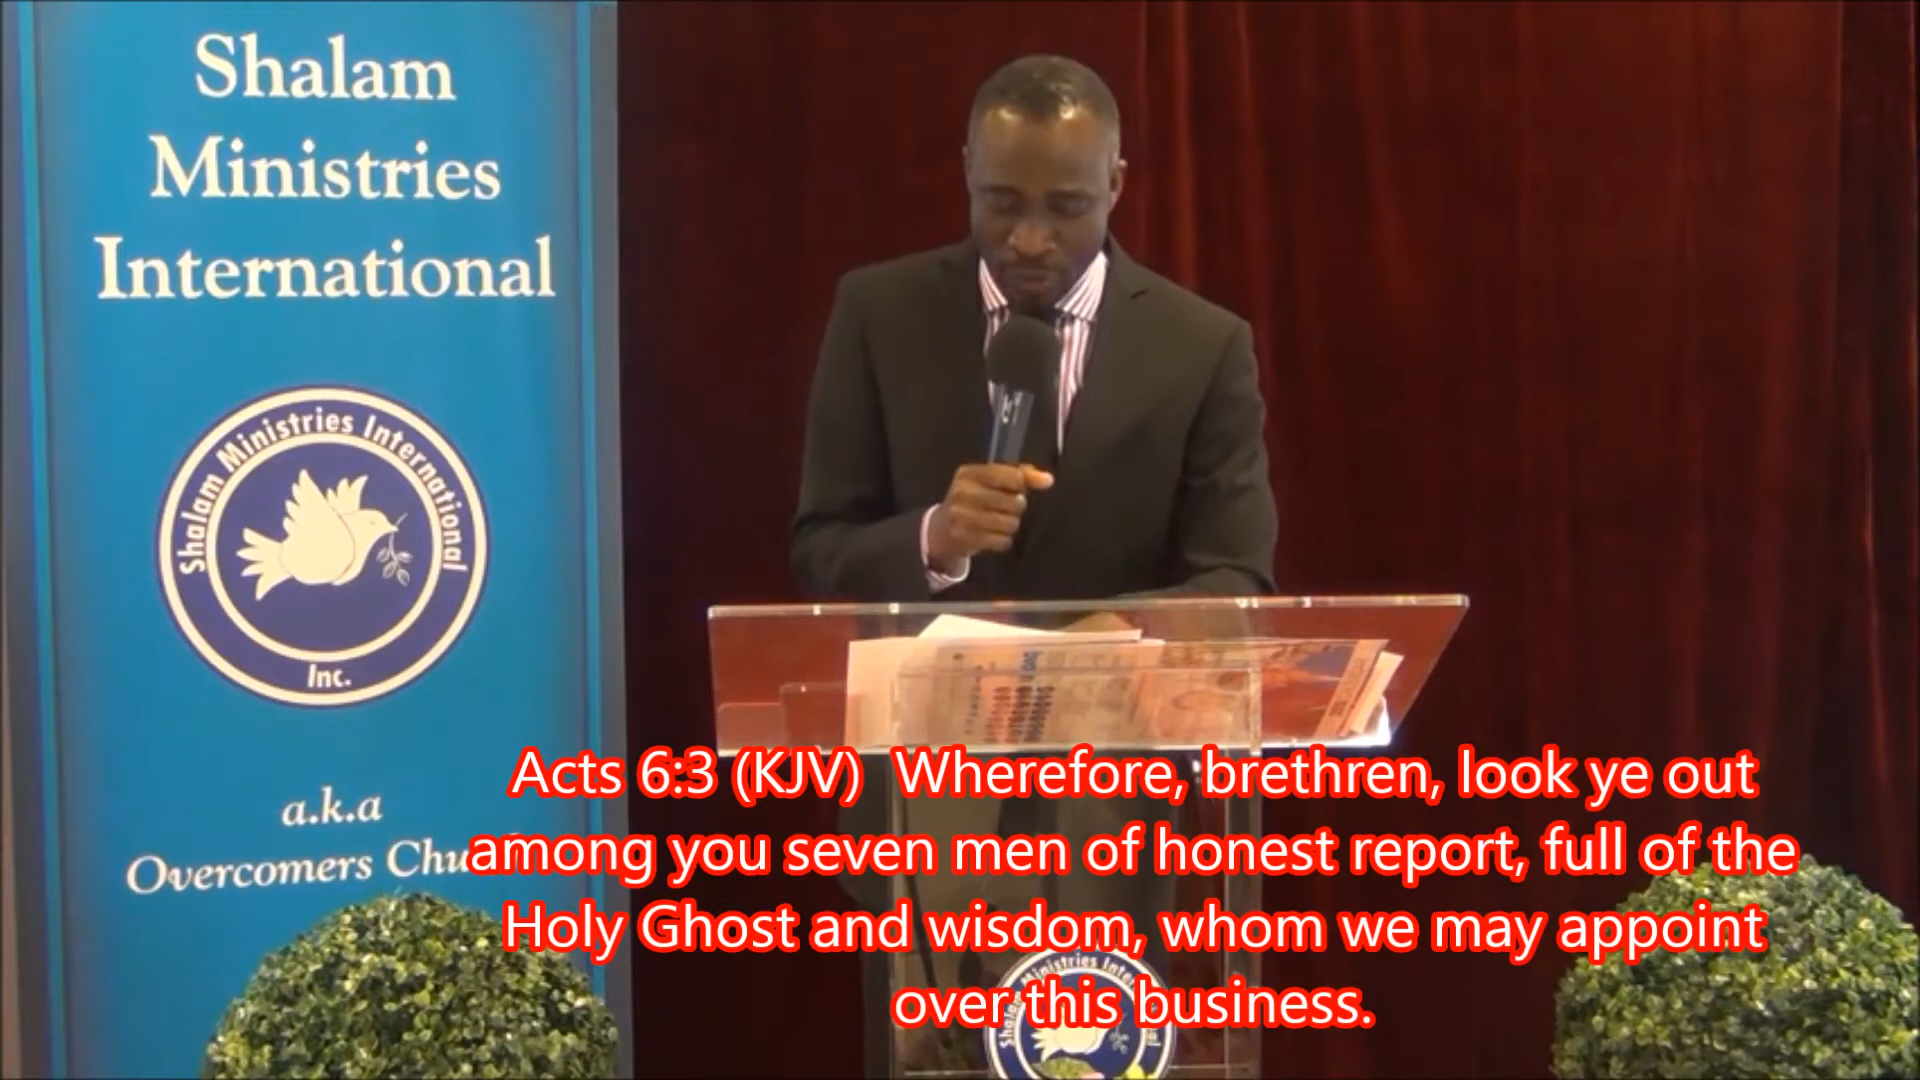 Shalam
Ministries
International
Shalam Ministries International
Inc.
a.k.a
Overcomers
Acts 6:3 (KJV)  Wherefore, brethren, look ye out
among you seven men of honest report, full of the
Holy Ghost and wisdom, whom we may appoint
over this business.
Ministries